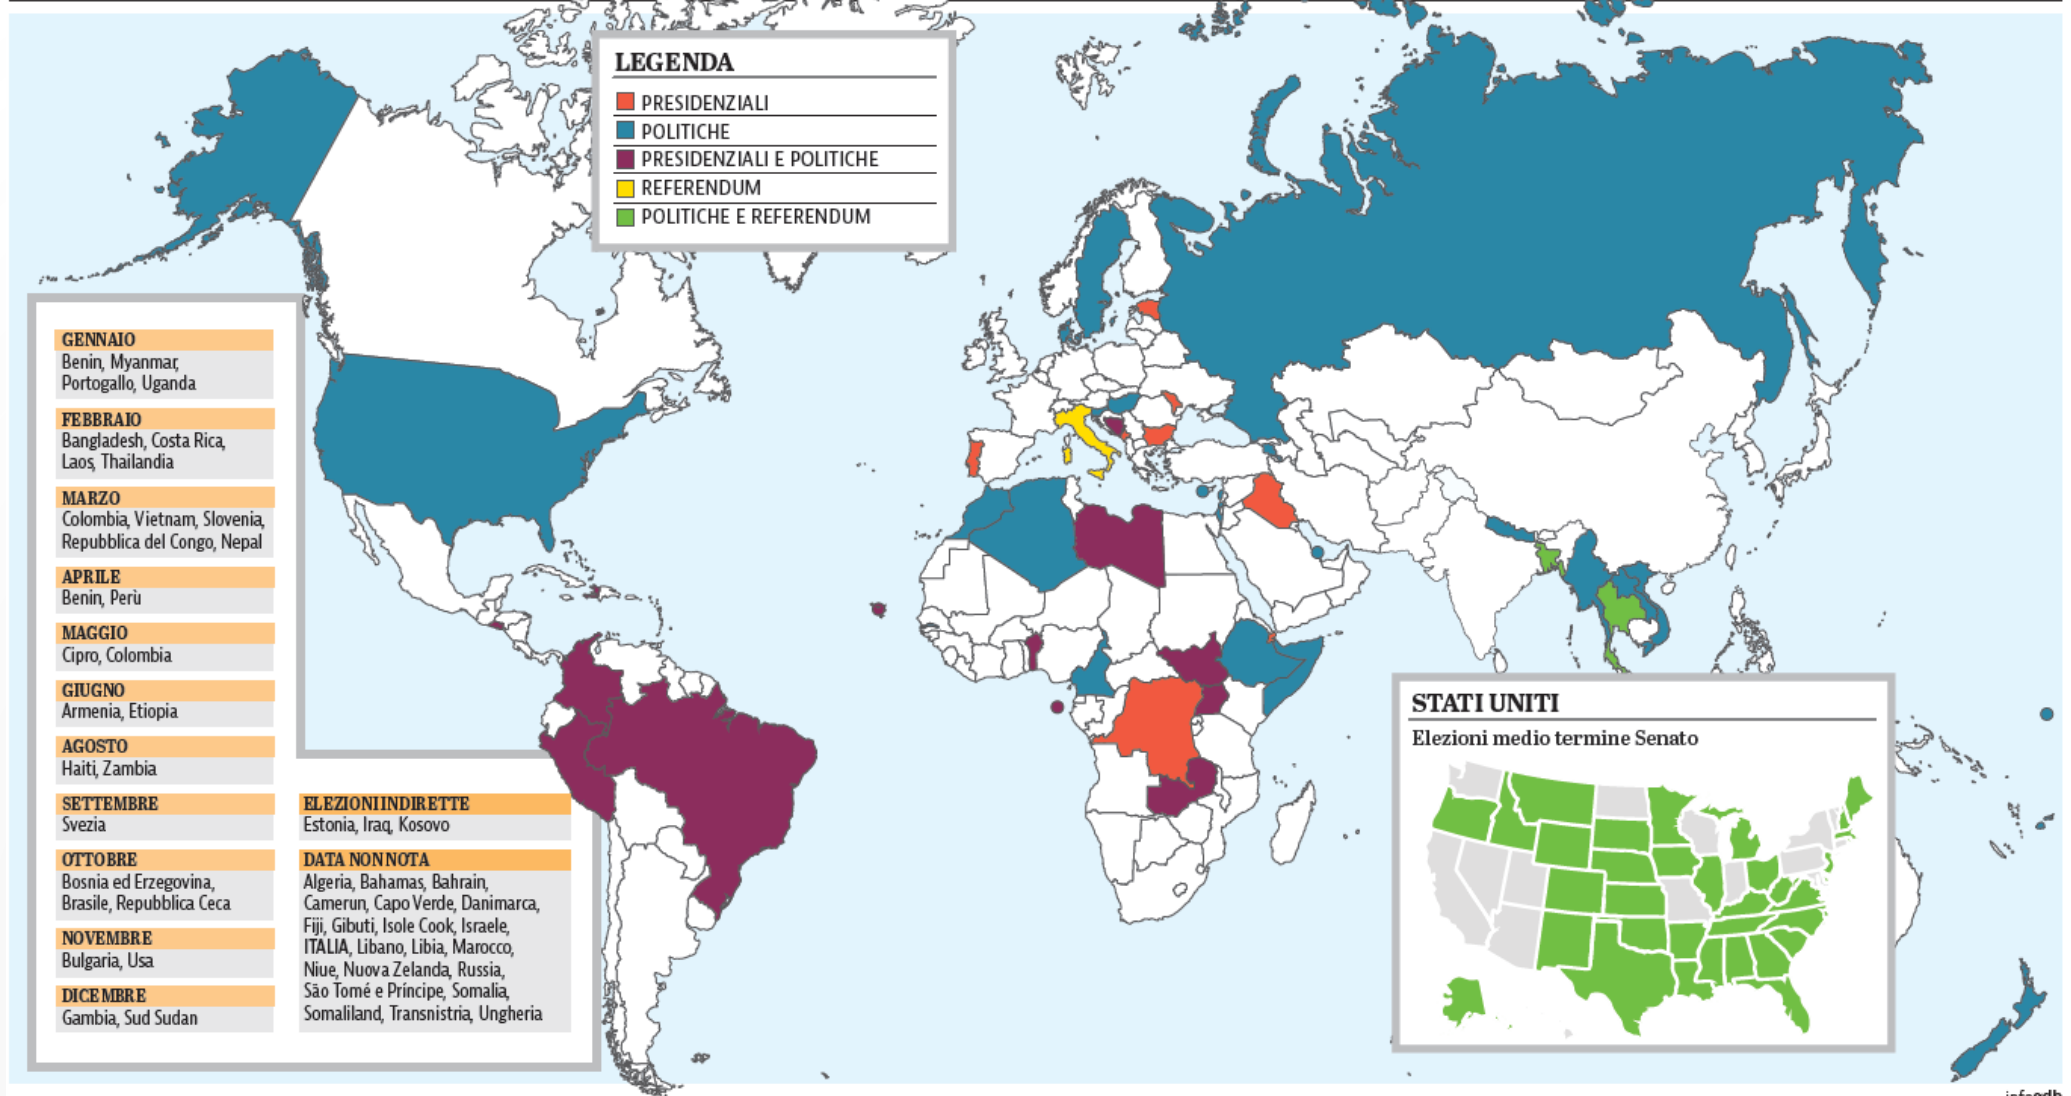 LEGENDA
PRESIDENZIALI
POLITICHE
PRESIDENZIALI E POLITICHE
REFERENDUM
POLITICHE E REFERENDUM
GENNAIO
Benin, Myanmar,
Portogallo, Uganda
FEBBRAIO
Bangladesh, Costa Rica,
Laos, Thailandia
MARZO
Colombia, Vietnam, Slovenia,
Repubblica del Congo, Nepal
APRILE
Benin, Perù
MAGGIO
Cipro, Colombia
GIUGNO
Armenia, Etiopia
AGOSTO
Haiti, Zambia
SETTEMBRE
Svezia
OTTOBRE
Bosnia ed Erzegovina,
Brasile, Repubblica Ceca
NOVEMBRE
Bulgaria, Usa
DICEMBRE
Gambia, Sud Sudan
ELEZIONI INDIRETTE
Estonia, Iraq, Kosovo
DATA NON NOTA
Algeria, Bahamas, Bahrain,
Camerun, Capo Verde, Danimarca,
Fiji, Gibuti, Isole Cook, Israele,
ITALIA, Libano, Libia, Marocco,
Niue, Nuova Zelanda, Russia,
São Tomé e Príncipe, Somalia,
Somaliland, Transnistria, Ungheria
STATI UNITI
Elezioni medio termine Senato